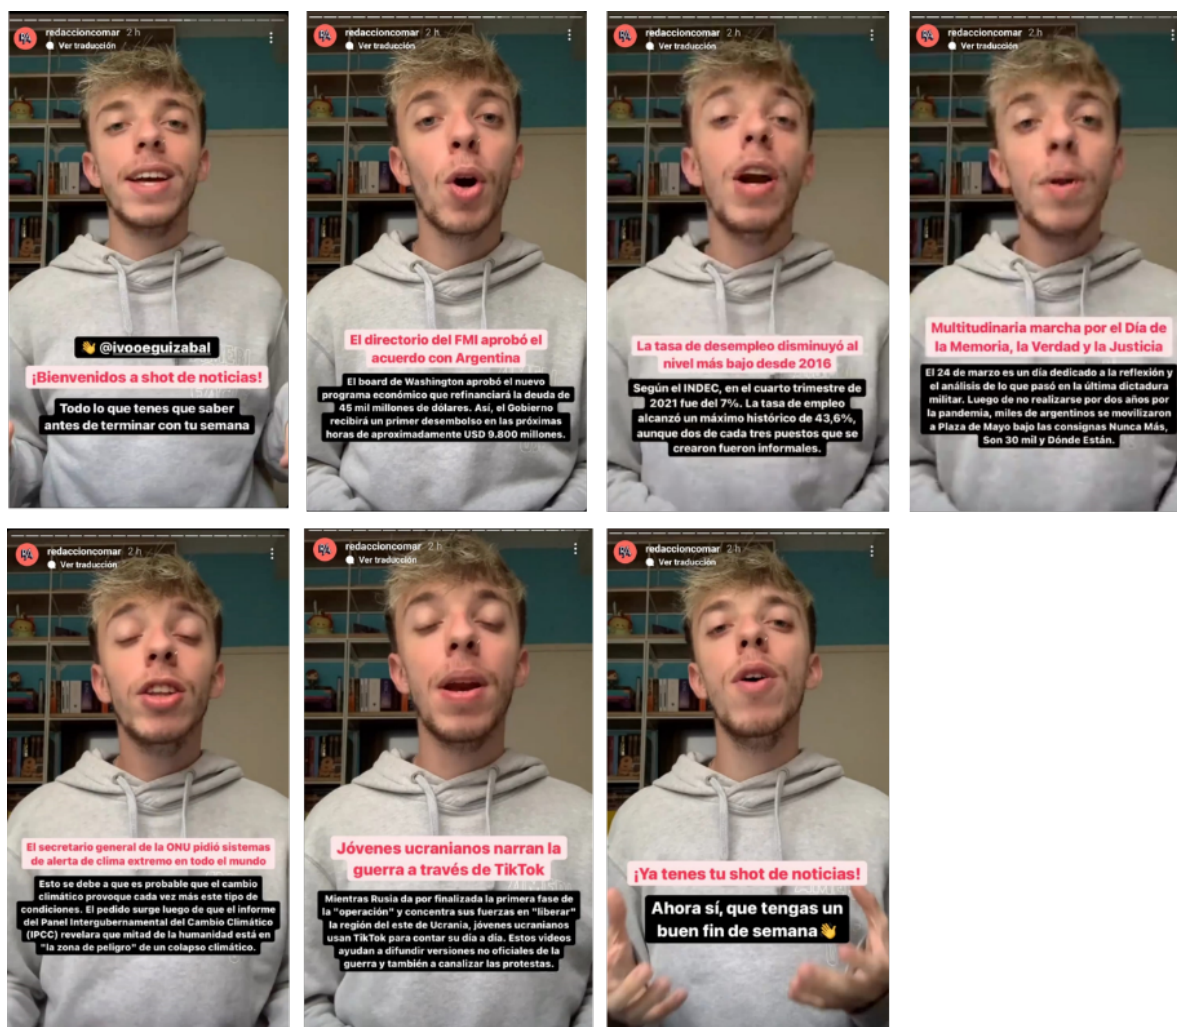 redaccioncomar 2 h
Ver traducción
👋 @ivooeguizabal
¡Bienvenidos a shot de noticias!
Todo lo que tenes que saber
antes de terminar con tu semana
redaccioncomar 2 h
Ver traducción
El directorio del FMI aprobó el
acuerdo con Argentina
El board de Washington aprobó el nuevo
programa económico que refinanciará la deuda de
45 mil millones de dólares. Así, el Gobierno
recibirá un primer desembolso en las próximas
horas de aproximadamente USD 9.800 millones.
redaccioncomar 2 h
Ver traducción
La tasa de desempleo disminuyó al
nivel más bajo desde 2016
Según el INDEC, en el cuarto trimestre de
2021 fue del 7%. La tasa de empleo
alcanzó un máximo histórico de 43,6%,
aunque dos de cada tres puestos que se
crearon fueron informales.
redaccioncomar 2 h
Ver traducción
Multitudinaria marcha por el Día de
la Memoria, la Verdad y la Justicia
El 24 de marzo es un día dedicado a la reflexión y
el análisis de lo que pasó en la última dictadura
militar. Luego de no realizarse por dos años por
la pandemia, miles de argentinos se movilizaron
a Plaza de Mayo bajo las consignas Nunca Más,
Son 30 mil y Dónde Están.
redaccioncomar 2 h
Ver traducción
El secretario general de la ONU pidió sistemas
de alerta de clima extremo en todo el mundo
Esto se debe a que es probable que el cambio
climático provoque cada vez más este tipo de
condiciones. El pedido surge luego de que el informe
del Panel Intergubernamental del Cambio Climático
(IPCC) revelara que mitad de la humanidad está en
"la zona de peligro" de un colapso climático.
redaccioncomar 2 h
Ver traducción
Jóvenes ucranianos narran la
guerra a través de TikTok
Mientras Rusia da por finalizada la primera fase de
la "operación" y concentra sus fuerzas en "liberar"
la región del este de Ucrania, jóvenes ucranianos
usan TikTok para contar su día a día. Estos videos
ayudan a difundir versiones no oficiales de la
guerra y también a canalizar las protestas.
redaccioncomar 2 h
Ver traducción
¡Ya tenes tu shot de noticias!
Ahora sí, que tengas un
buen fin de semana👋